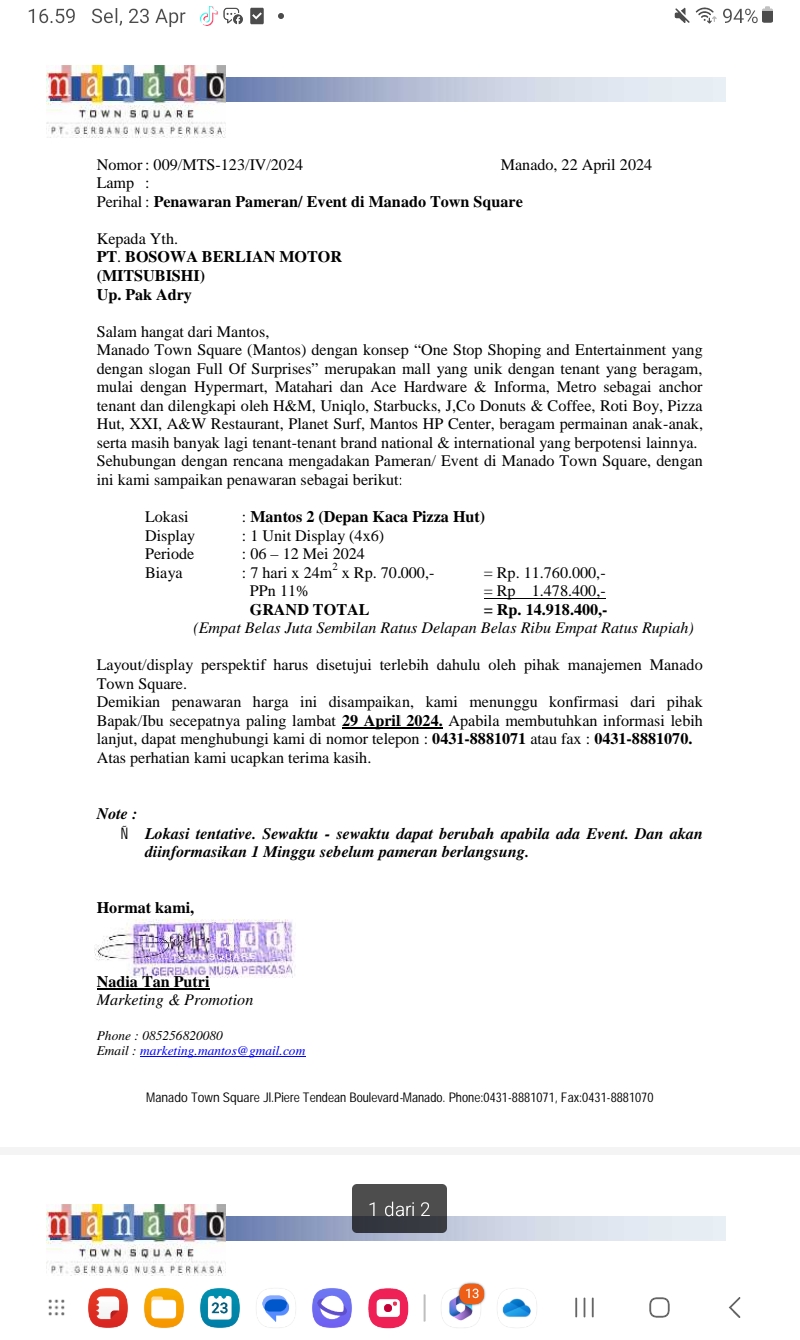 16.59 Sel, 23 Apr
94%
manado
TOWN SQUARE
PT. GERBANG NUSA PERKASA
Nomor : 009/MTS-123/IV/2024 Manado, 22 April 2024
Lamp :
Perihal : Penawaran Pameran/ Event di Manado Town Square
Kepada Yth.
PT. BOSOWA BERLIAN MOTOR
(MITSUBISHI)
Up. Pak Adry
Salam hangat dari Mantos,
Manado Town Square (Mantos) dengan konsep “One Stop Shoping and Entertainment yang
dengan slogan Full Of Surprises” merupakan mall yang unik dengan tenant yang beragam,
mulai dengan Hypermart, Matahari dan Ace Hardware & Informa, Metro sebagai anchor
tenant dan dilengkapi oleh H&M, Uniqlo, Starbucks, J,Co Donuts & Coffee, Roti Boy, Pizza
Hut, XXI, A&W Restaurant, Planet Surf, Mantos HP Center, beragam permainan anak-anak,
serta masih banyak lagi tenant-tenant brand national & international yang berpotensi lainnya.
Sehubungan dengan rencana mengadakan Pameran/ Event di Manado Town Square, dengan
ini kami sampaikan penawaran sebagai berikut:
Lokasi : Mantos 2 (Depan Kaca Pizza Hut)
Display : 1 Unit Display (4x6)
Periode : 06 – 12 Mei 2024
Biaya : 7 hari x 24m² x Rp. 70.000,- = Rp. 11.760.000,-
PPn 11% = Rp 1.478.400,-
GRAND TOTAL = Rp. 14.918.400,-
(Empat Belas Juta Sembilan Ratus Delapan Belas Ribu Empat Ratus Rupiah)
Layout/display perspektif harus disetujui terlebih dahulu oleh pihak manajemen Manado
Town Square.
Demikian penawaran harga ini disampaikan, kami menunggu konfirmasi dari pihak
Bapak/Ibu secepatnya paling lambat 29 April 2024. Apabila membutuhkan informasi lebih
lanjut, dapat menghubungi kami di nomor telepon : 0431-8881071 atau fax : 0431-8881070.
Atas perhatian kami ucapkan terima kasih.
Note :
Ñ Lokasi tentative. Sewaktu - sewaktu dapat berubah apabila ada Event. Dan akan
diinformasikan 1 Minggu sebelum pameran berlangsung.
Hormat kami,
manado
TOWN SQUARE
PT. GERBANG NUSA PERKASA
Nadia Tan Putri
Marketing & Promotion
Phone : 085256820080
Email : marketing.mantos@gmail.com
Manado Town Square Jl.Piere Tendean Boulevard-Manado. Phone:0431-8881071, Fax:0431-8881070
1 dari 2
manado
TOWN SQUARE
PT. GERBANG NUSA PERKASA
23
13